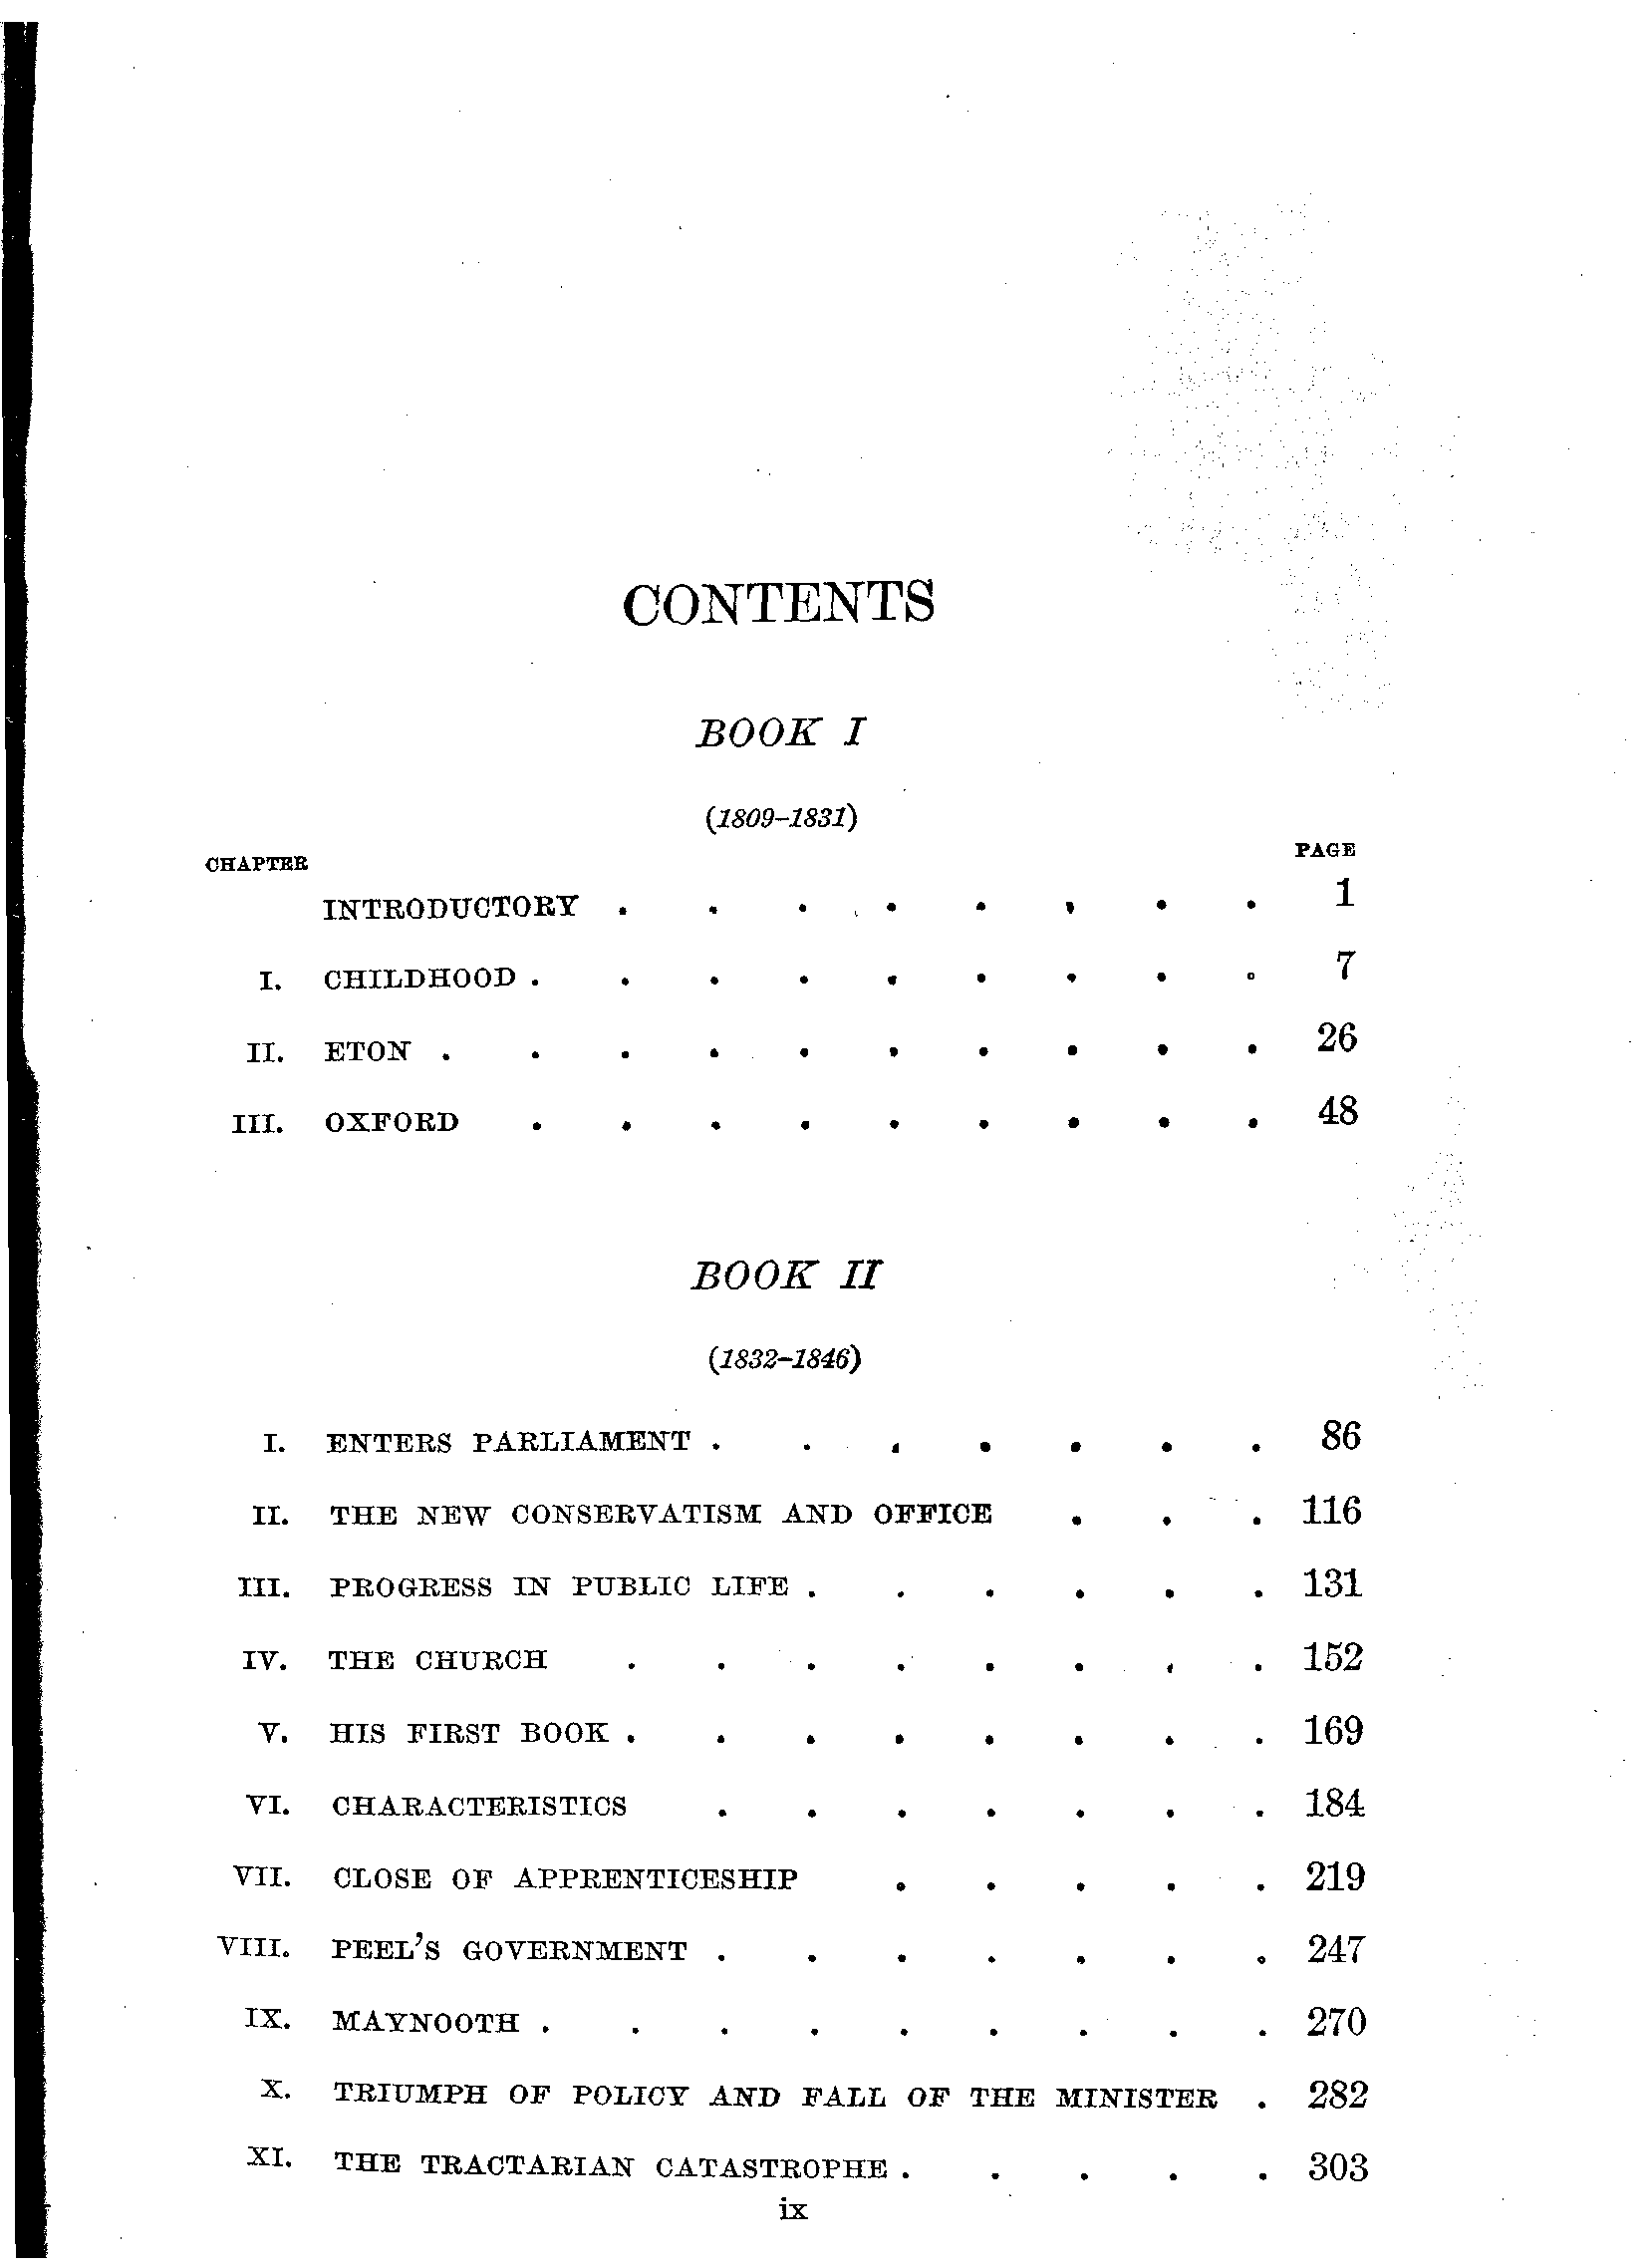 CONTENTS
BOOK I
(1809–1831)
CHAPTER PAGE
INTRODUCTORY . . . . . . . . 1
I. CHILDHOOD . . . . . . . . . 7
II. ETON . . . . . . . . . . 26
III. OXFORD . . . . . . . . . 48
BOOK II
(1832–1846)
I. ENTERS PARLIAMENT . . . . . . . 86
II. THE NEW CONSERVATISM AND OFFICE . . . 116
III. PROGRESS IN PUBLIC LIFE . . . . . . 131
IV. THE CHURCH . . . . . . . . 152
V. HIS FIRST BOOK . . . . . . . . 169
VI. CHARACTERISTICS . . . . . . . 184
VII. CLOSE OF APPRENTICESHIP . . . . . 219
VIII. PEEL'S GOVERNMENT . . . . . . . 247
IX. MAYNOOTH . . . . . . . . . 270
X. TRIUMPH OF POLICY AND FALL OF THE MINISTER . 282
XI. THE TRACTARIAN CATASTROPHE . . . . . 303
ix